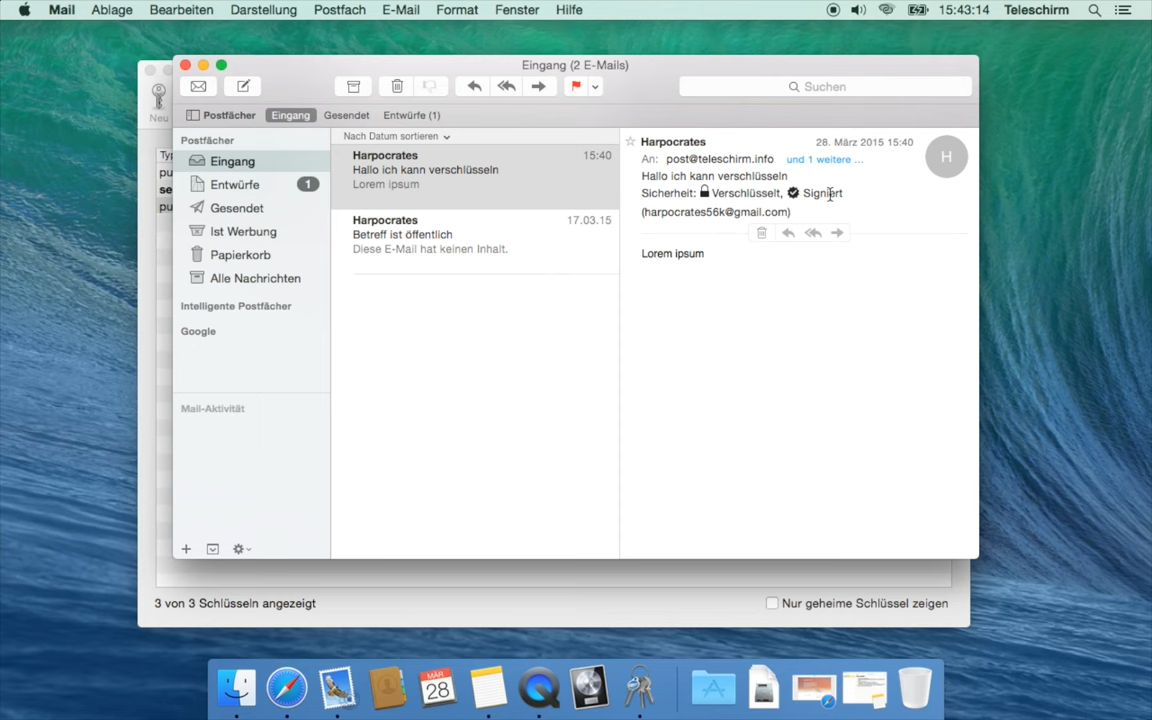 Mail Ablage Bearbeiten Darstellung Postfach E-Mail Format Fenster Hilfe 15:43:14 Teleschirm
Eingang (2 E-Mails)
Suchen
Neu
Postfächer Eingang Gesendet Entwürfe (1)
Postfächer
Eingang
Entwürfe 1
Gesendet
Ist Werbung
Papierkorb
Alle Nachrichten
Intelligente Postfächer
Google
Mail-Aktivität
Typ
pu
se
pu
Nach Datum sortieren
Harpocrates 15:40
Hallo ich kann verschlüsseln
Lorem ipsum
Harpocrates 17.03.15
Betreff ist öffentlich
Diese E-Mail hat keinen Inhalt.
Harpocrates 28. März 2015 15:40
H
An: post@teleschirm.info und 1 weitere ...
Hallo ich kann verschlüsseln
Sicherheit: Verschlüsselt, Signiert
(harpocrates56k@gmail.com)
Lorem ipsum
3 von 3 Schlüsseln angezeigt
Nur geheime Schlüssel zeigen
MÄR
28